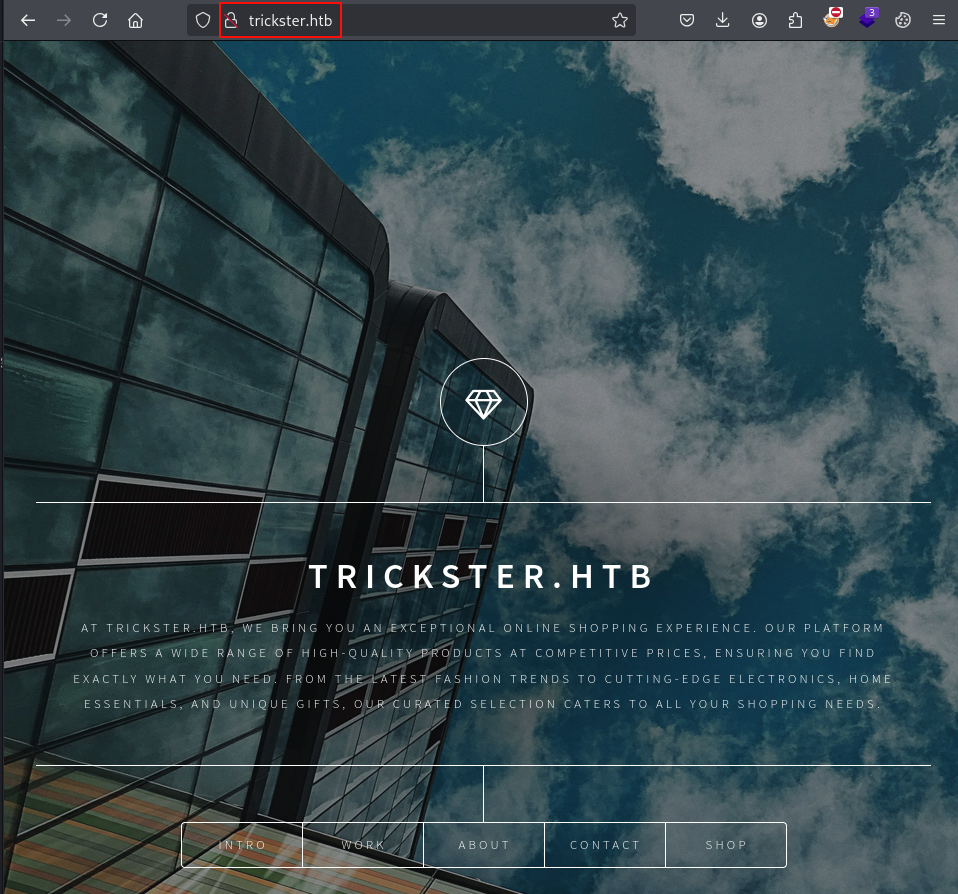 trickster.htb
3
TRICKSTER.HTB
AT TRICKSTER.HTB, WE BRING YOU AN EXCEPTIONAL ONLINE SHOPPING EXPERIENCE. OUR PLATFORM
OFFERS A WIDE RANGE OF HIGH-QUALITY PRODUCTS AT COMPETITIVE PRICES, ENSURING YOU FIND
EXACTLY WHAT YOU NEED. FROM THE LATEST FASHION TRENDS TO CUTTING-EDGE ELECTRONICS, HOME
ESSENTIALS, AND UNIQUE GIFTS, OUR CURATED SELECTION CATERS TO ALL YOUR SHOPPING NEEDS.
INTRO WORK ABOUT CONTACT SHOP